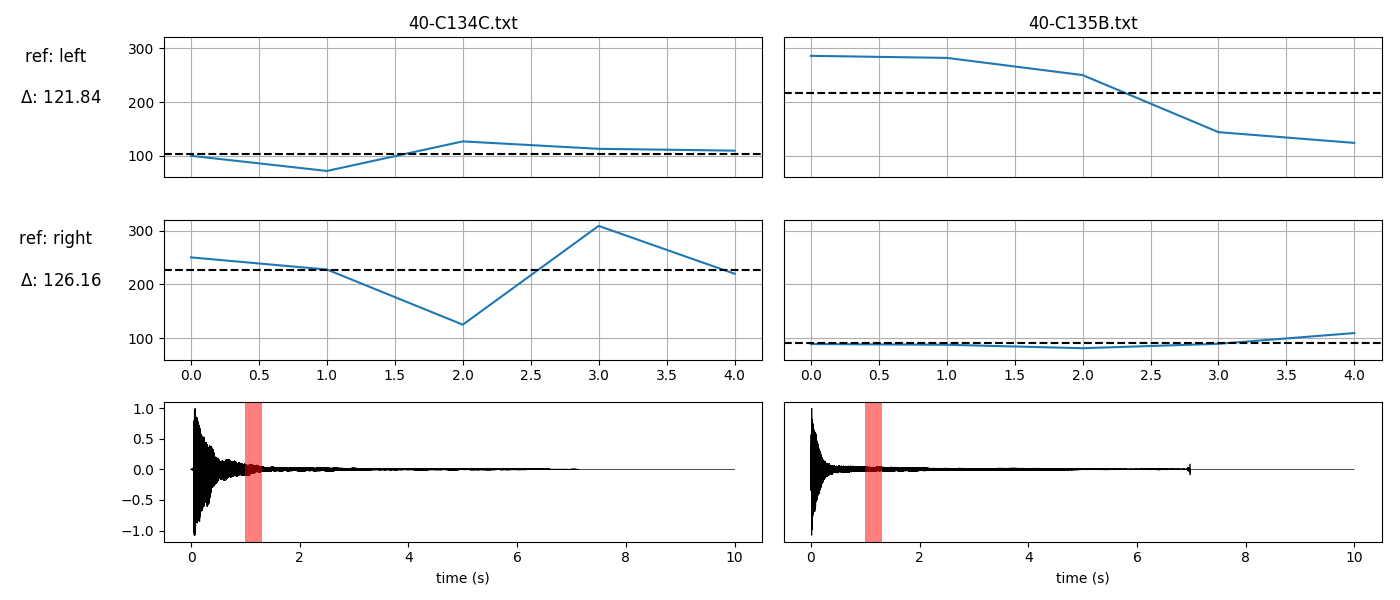 40-C134C.txt 40-C135B.txt
ref: left
Δ: 121.84
300
200
100
ref: right
Δ: 126.16
300
200
100
0.0 0.5 1.0 1.5 2.0 2.5 3.0 3.5 4.0 0.0 0.5 1.0 1.5 2.0 2.5 3.0 3.5 4.0
1.0
0.5
0.0
−0.5
−1.0
0 2 4 6 8 10 0 2 4 6 8 10
time (s) time (s)